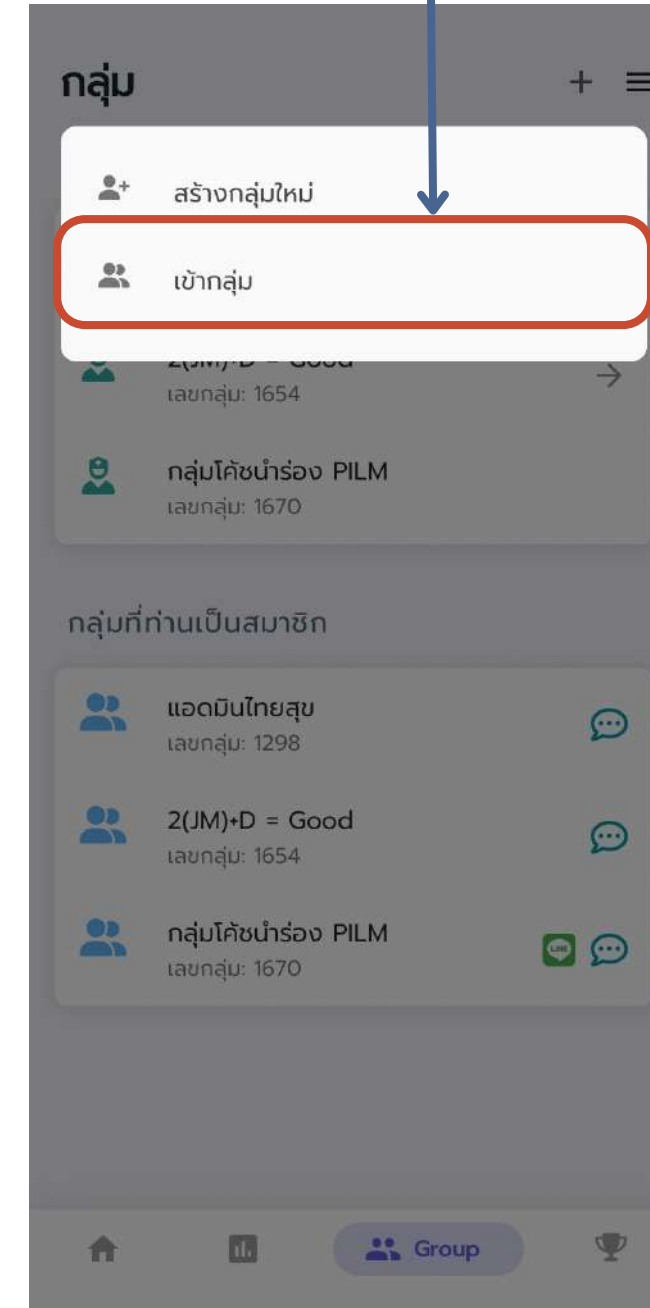 กลุ่ม
สร้างกลุ่มใหม่
เข้ากลุ่ม
2(JM)+D = Good
เลขกลุ่ม: 1654
กลุ่มโค้ชนำร่อง PILM
เลขกลุ่ม: 1670
กลุ่มที่ท่านเป็นสมาชิก
แอดมินไทยสุข
เลขกลุ่ม: 1298
2(JM)+D = Good
เลขกลุ่ม: 1654
กลุ่มโค้ชนำร่อง PILM
LINE
เลขกลุ่ม: 1670
Group